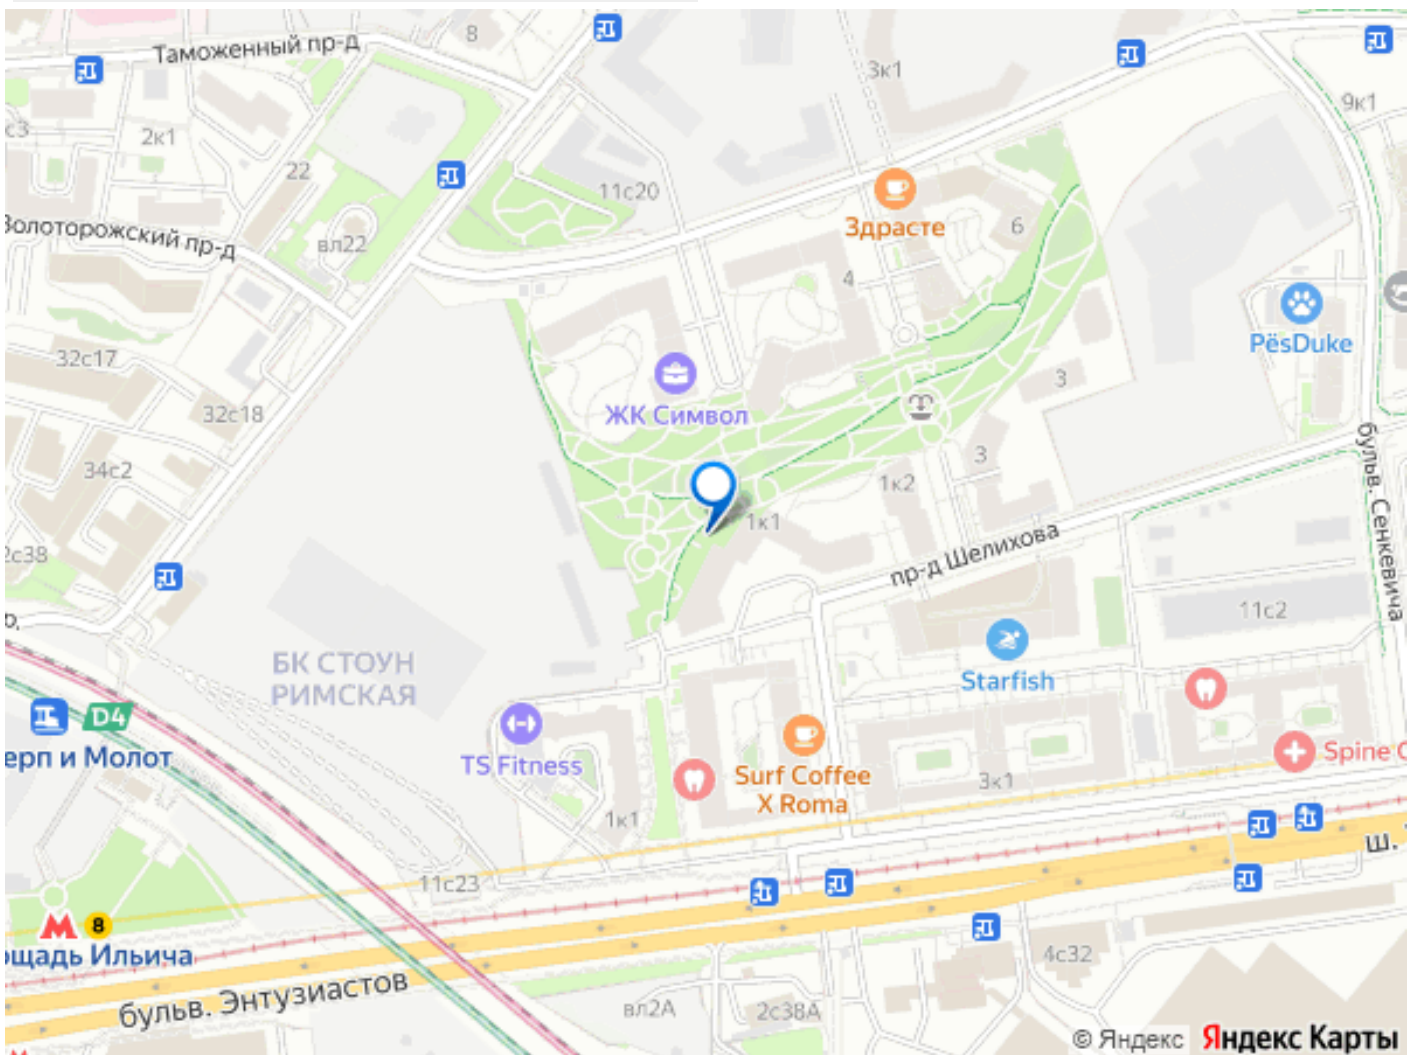 Таможенный пр-д
8
3к1
9к1
с3
2к1
22
11с20
Здрасте
6
Золоторожский пр-д
вл22
4
PёsDuke
32с17
3
ЖК Символ
32с18
34с2
3
1к2
1к1
бульв. Сенкевича
2с38
пр-д Шелихова
11с2
БК СТОУН
РИМСКАЯ
Starfish
D4
ерп и Молот
TS Fitness
Surf Coffee
X Roma
3к1
Spine C
1к1
ш.
11с23
М 8
ощадь Ильича
4с32
бульв. Энтузиастов
вл2А
2с38А
© Яндекс Яндекс Карты